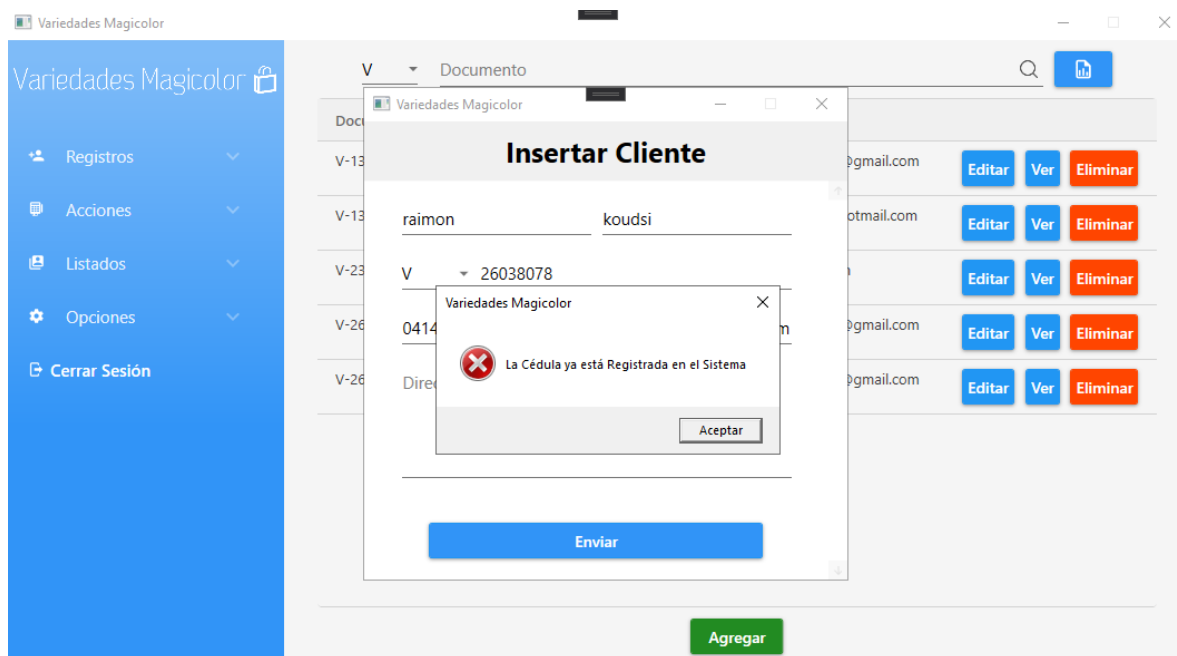 Variedades Magicolor
Variedades Magicolor
Registros
Acciones
Listados
Opciones
Cerrar Sesión
V Documento
V-13 @gmail.com Editar Ver Eliminar
V-13 otmail.com Editar Ver Eliminar
V-23 Editar Ver Eliminar
V-26 @gmail.com Editar Ver Eliminar
V-26 @gmail.com Editar Ver Eliminar
Agregar
Variedades Magicolor
Insertar Cliente
raimon koudsi
V 26038078
0414 m
Enviar
Variedades Magicolor
La Cédula ya está Registrada en el Sistema
Aceptar